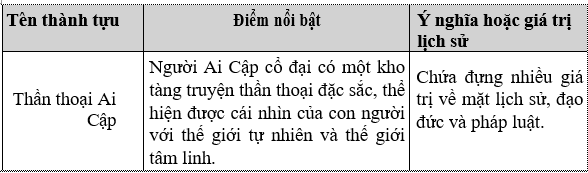 Tên thành tựu
Điểm nổi bật
Ý nghĩa hoặc giá trị
lịch sử
Thần thoại Ai
Cập
Người Ai Cập cổ đại có một kho
tàng truyện thần thoại đặc sắc, thể
hiện được cái nhìn của con người
với thế giới tự nhiên và thế giới
tâm linh.
Chứa đựng nhiều giá
trị về mặt lịch sử, đạo
đức và pháp luật.